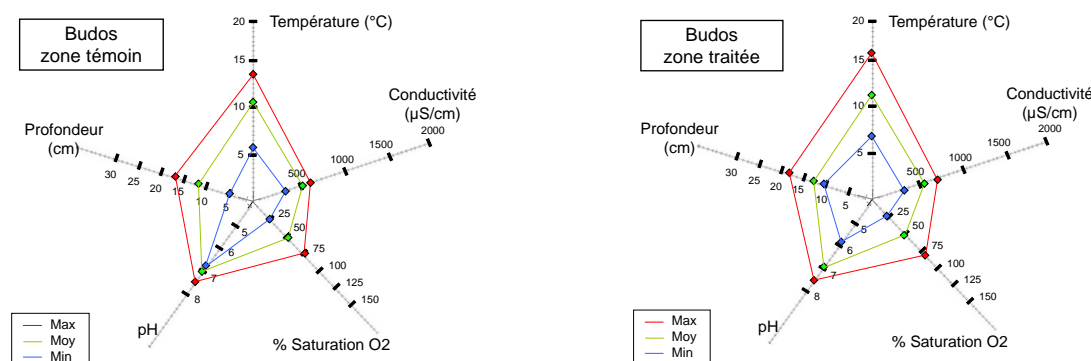 Budos
zone témoin
Température (°C)
20
15
10
5
Conductivité
(µS/cm)
2000
1500
1000
500
Profondeur
(cm)
30
25
20
15
10
5
25
50
75
100
125
150
% Saturation O2
5
6
7
8
pH
Max
Moy
Min
Budos
zone traitée
Température (°C)
20
15
10
5
Conductivité
(µS/cm)
2000
1500
1000
500
Profondeur
(cm)
30
25
20
15
10
5
25
50
75
100
125
150
% Saturation O2
5
6
7
8
pH
Max
Moy
Min